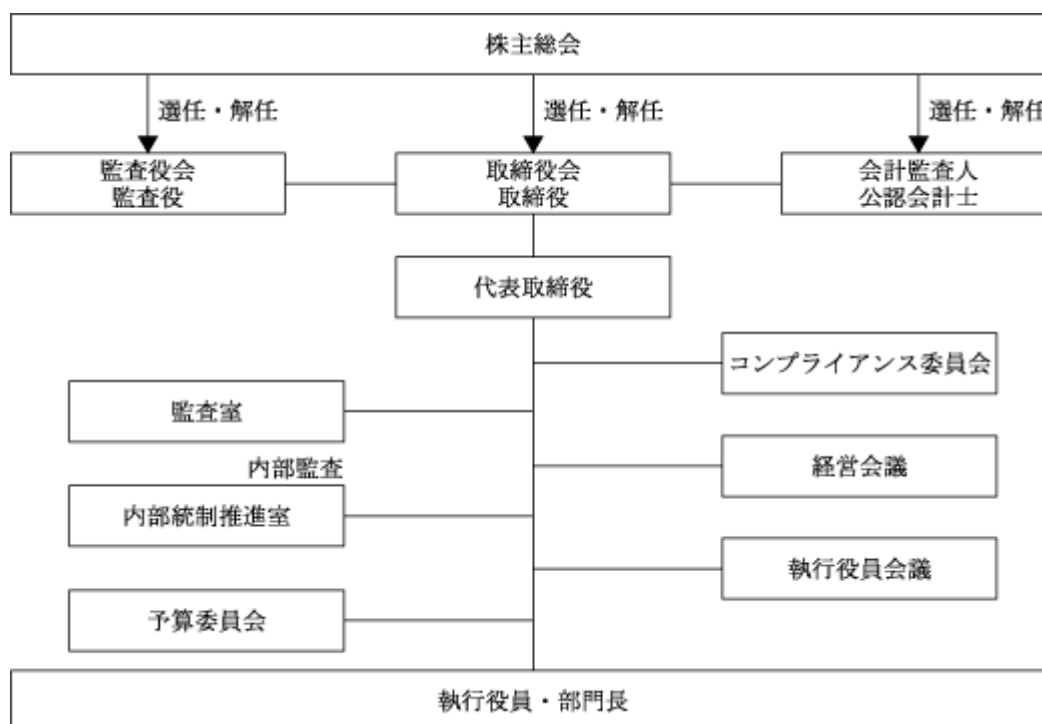 株主総会
選任・解任
選任・解任
選任・解任
監査役会
監査役
取締役会
取締役
会計監査人
公認会計士
代表取締役
コンプライアンス委員会
監査室
経営会議
内部監査
内部統制推進室
執行役員会議
予算委員会
執行役員・部門長